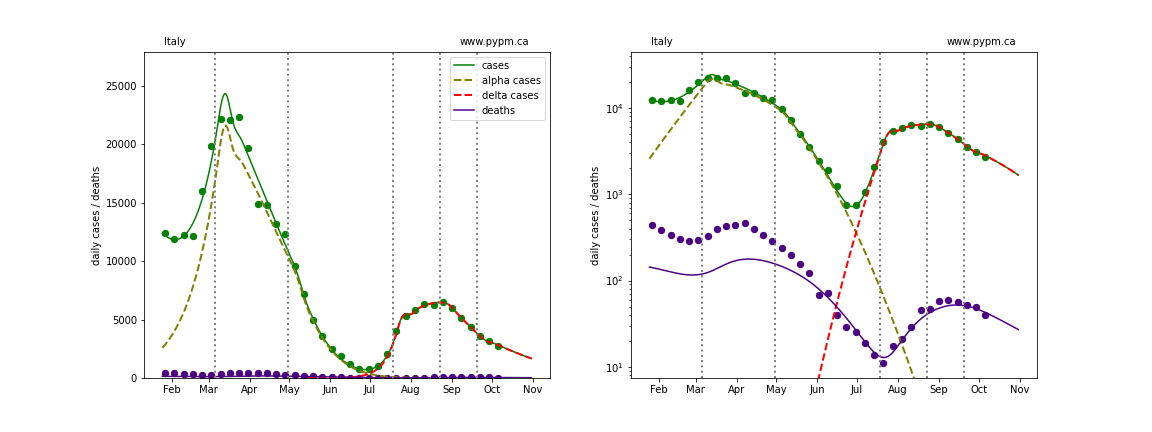 Italy www.pypm.ca
cases
alpha cases
delta cases
deaths
daily cases / deaths
25000
20000
15000
10000
5000
0
Feb Mar Apr May Jun Jul Aug Sep Oct Nov
Italy www.pypm.ca
daily cases / deaths
10⁴
10³
10²
10¹
Feb Mar Apr May Jun Jul Aug Sep Oct Nov